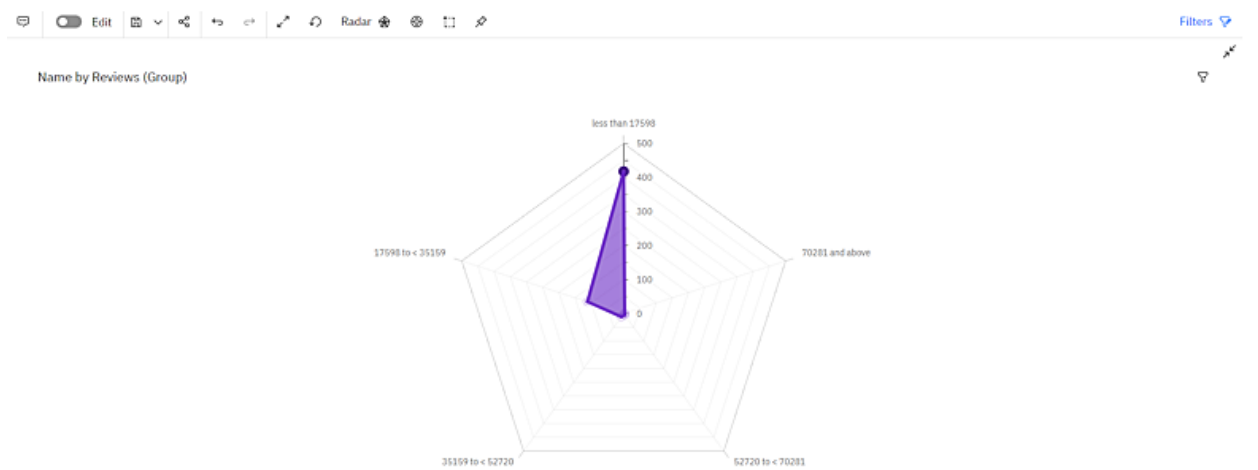 Edit
Radar
Filters
Name by Reviews (Group)
less than 17598
500
400
300
200
100
0
17598 to < 35159
70281 and above
35159 to < 52720
52720 to < 70281